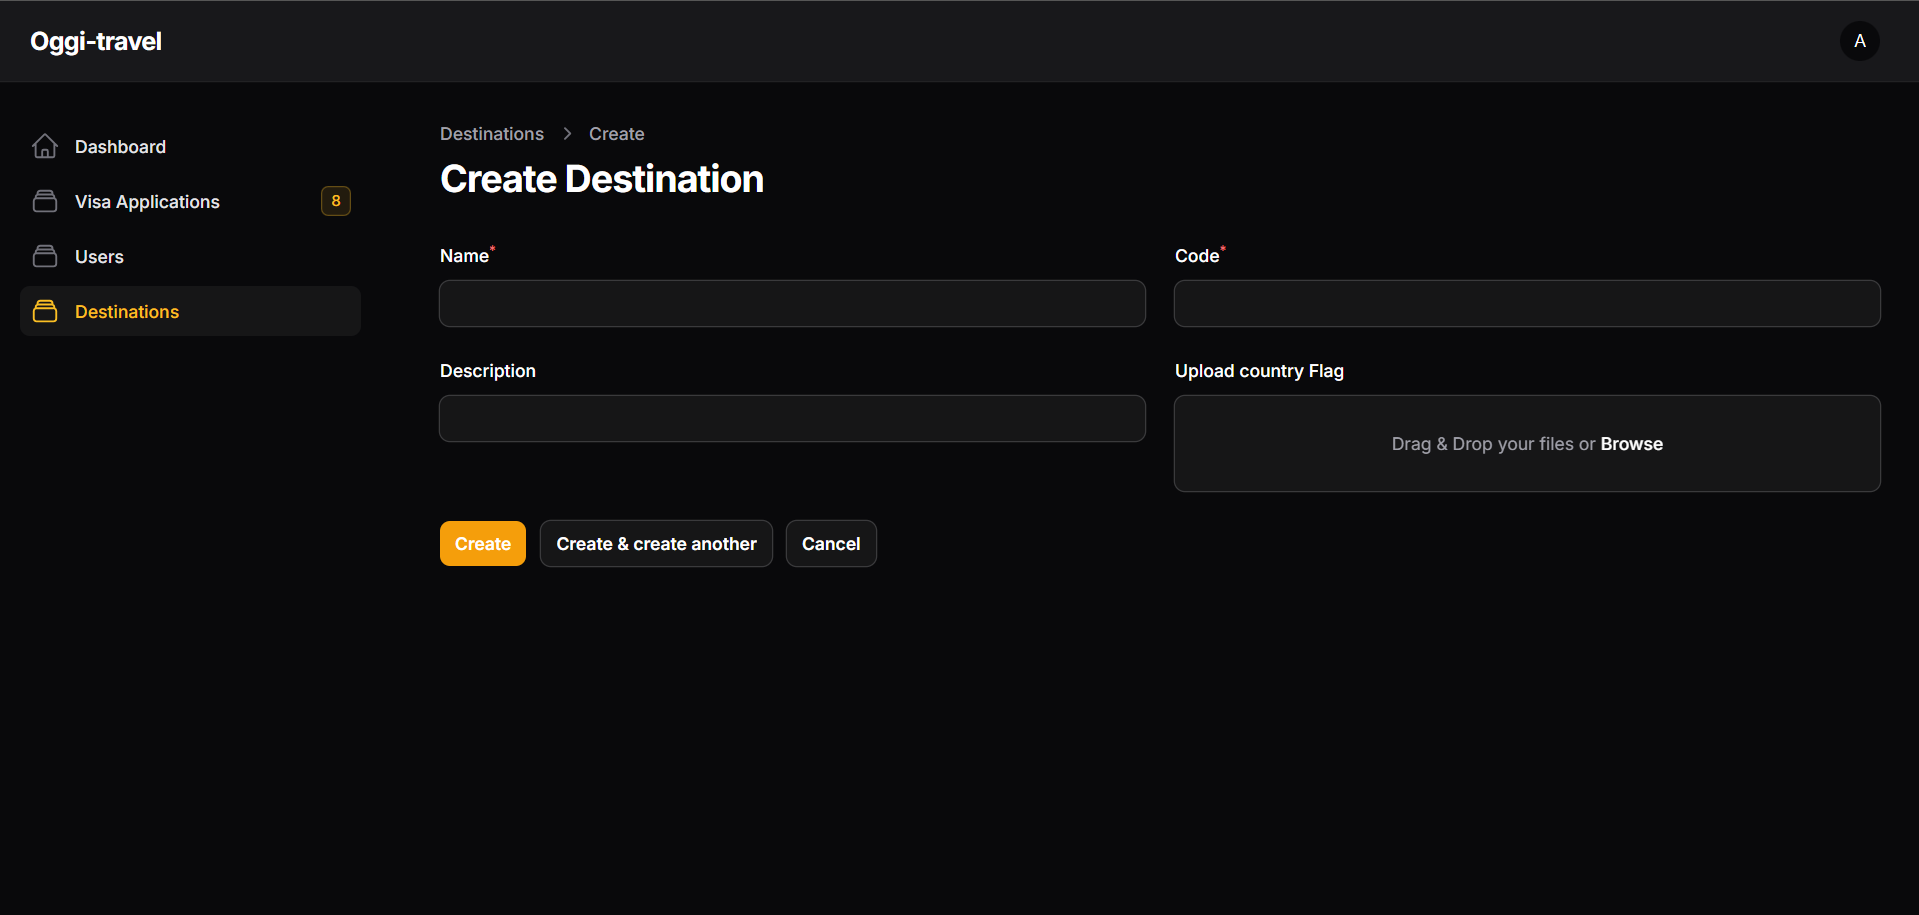 Oggi-travel
A
Dashboard
Visa Applications 8
Users
Destinations
Destinations > Create
Create Destination
Name*
Code*
Description
Upload country Flag
Drag & Drop your files or Browse
Create
Create & create another
Cancel